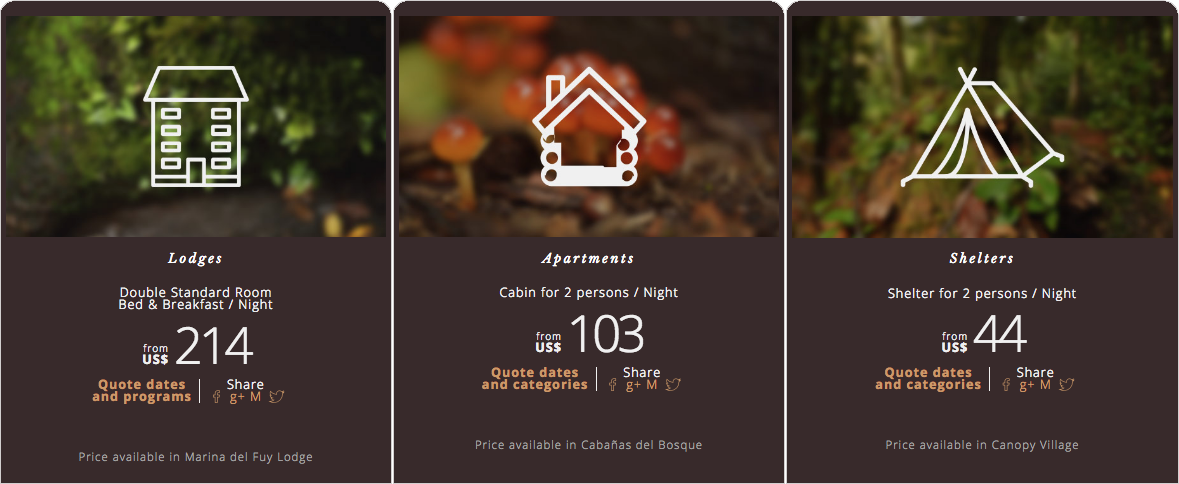 Lodges
Double Standard Room
Bed & Breakfast / Night
from
US$ 214
Quote dates
and programs
Share
g+ M
Price available in Marina del Fuy Lodge
Apartments
Cabin for 2 persons / Night
from
US$ 103
Quote dates
and categories
Share
g+ M
Price available in Cabañas del Bosque
Shelters
Shelter for 2 persons / Night
from
US$ 44
Quote dates
and categories
Share
g+ M
Price available in Canopy Village